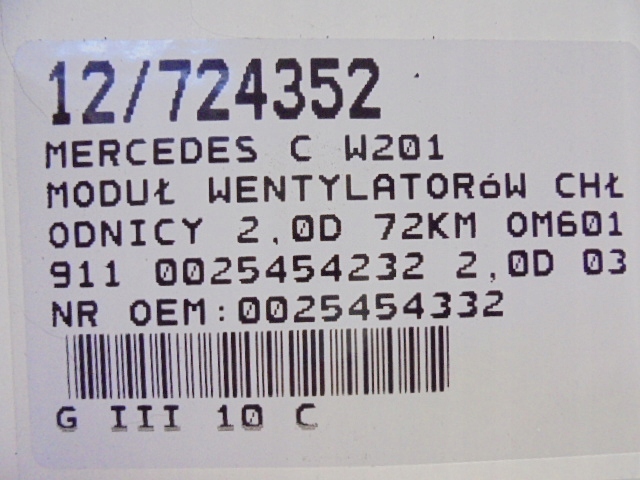 12/724352
MERCEDES C W201
MODUŁ WENTYLATORóW CHŁ
ODNICY 2,0D 72KM OM601
911 0025454232 2,0D 03
NR OEM:0025454332
G III 10 C